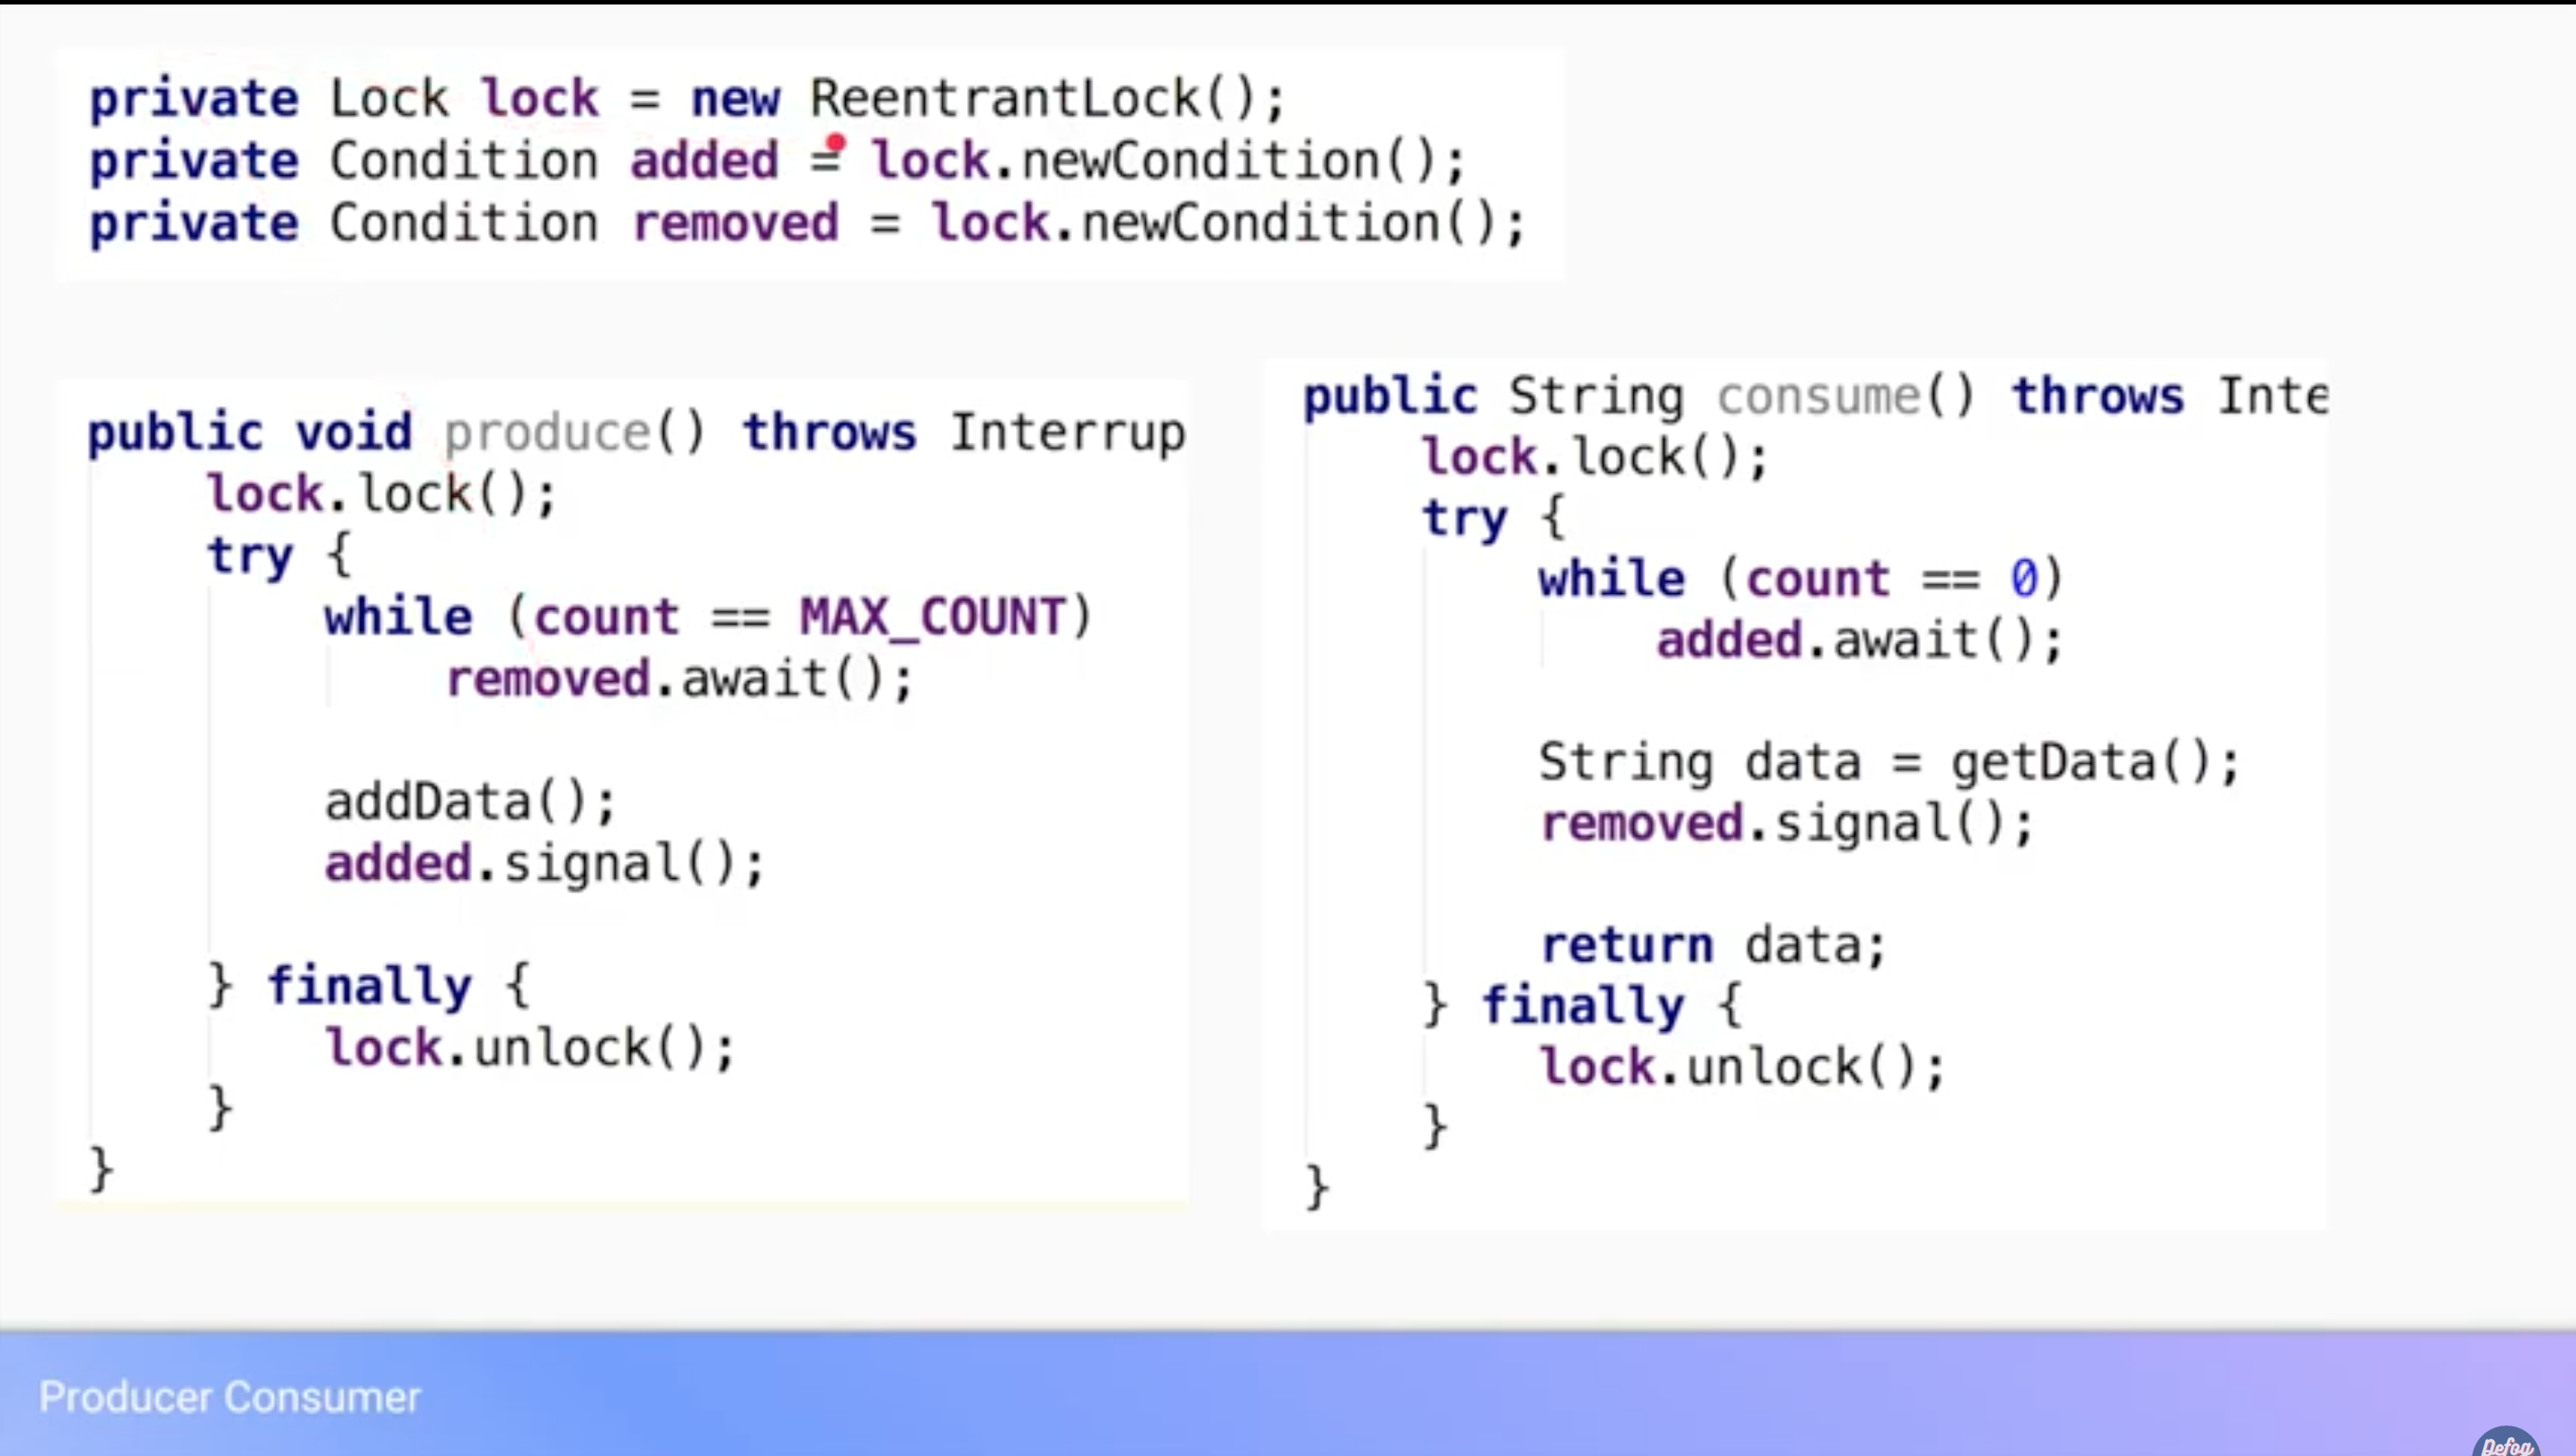 private Lock lock = new ReentrantLock();
private Condition added = lock.newCondition();
private Condition removed = lock.newCondition();
public void produce() throws Interrup
lock.lock();
try {
while (count == MAX_COUNT)
removed.await();
addData();
added.signal();
} finally {
lock.unlock();
}
}
public String consume() throws Inte
lock.lock();
try {
while (count == 0)
added.await();
String data = getData();
removed.signal();
return data;
} finally {
lock.unlock();
}
}
Producer Consumer
Defog